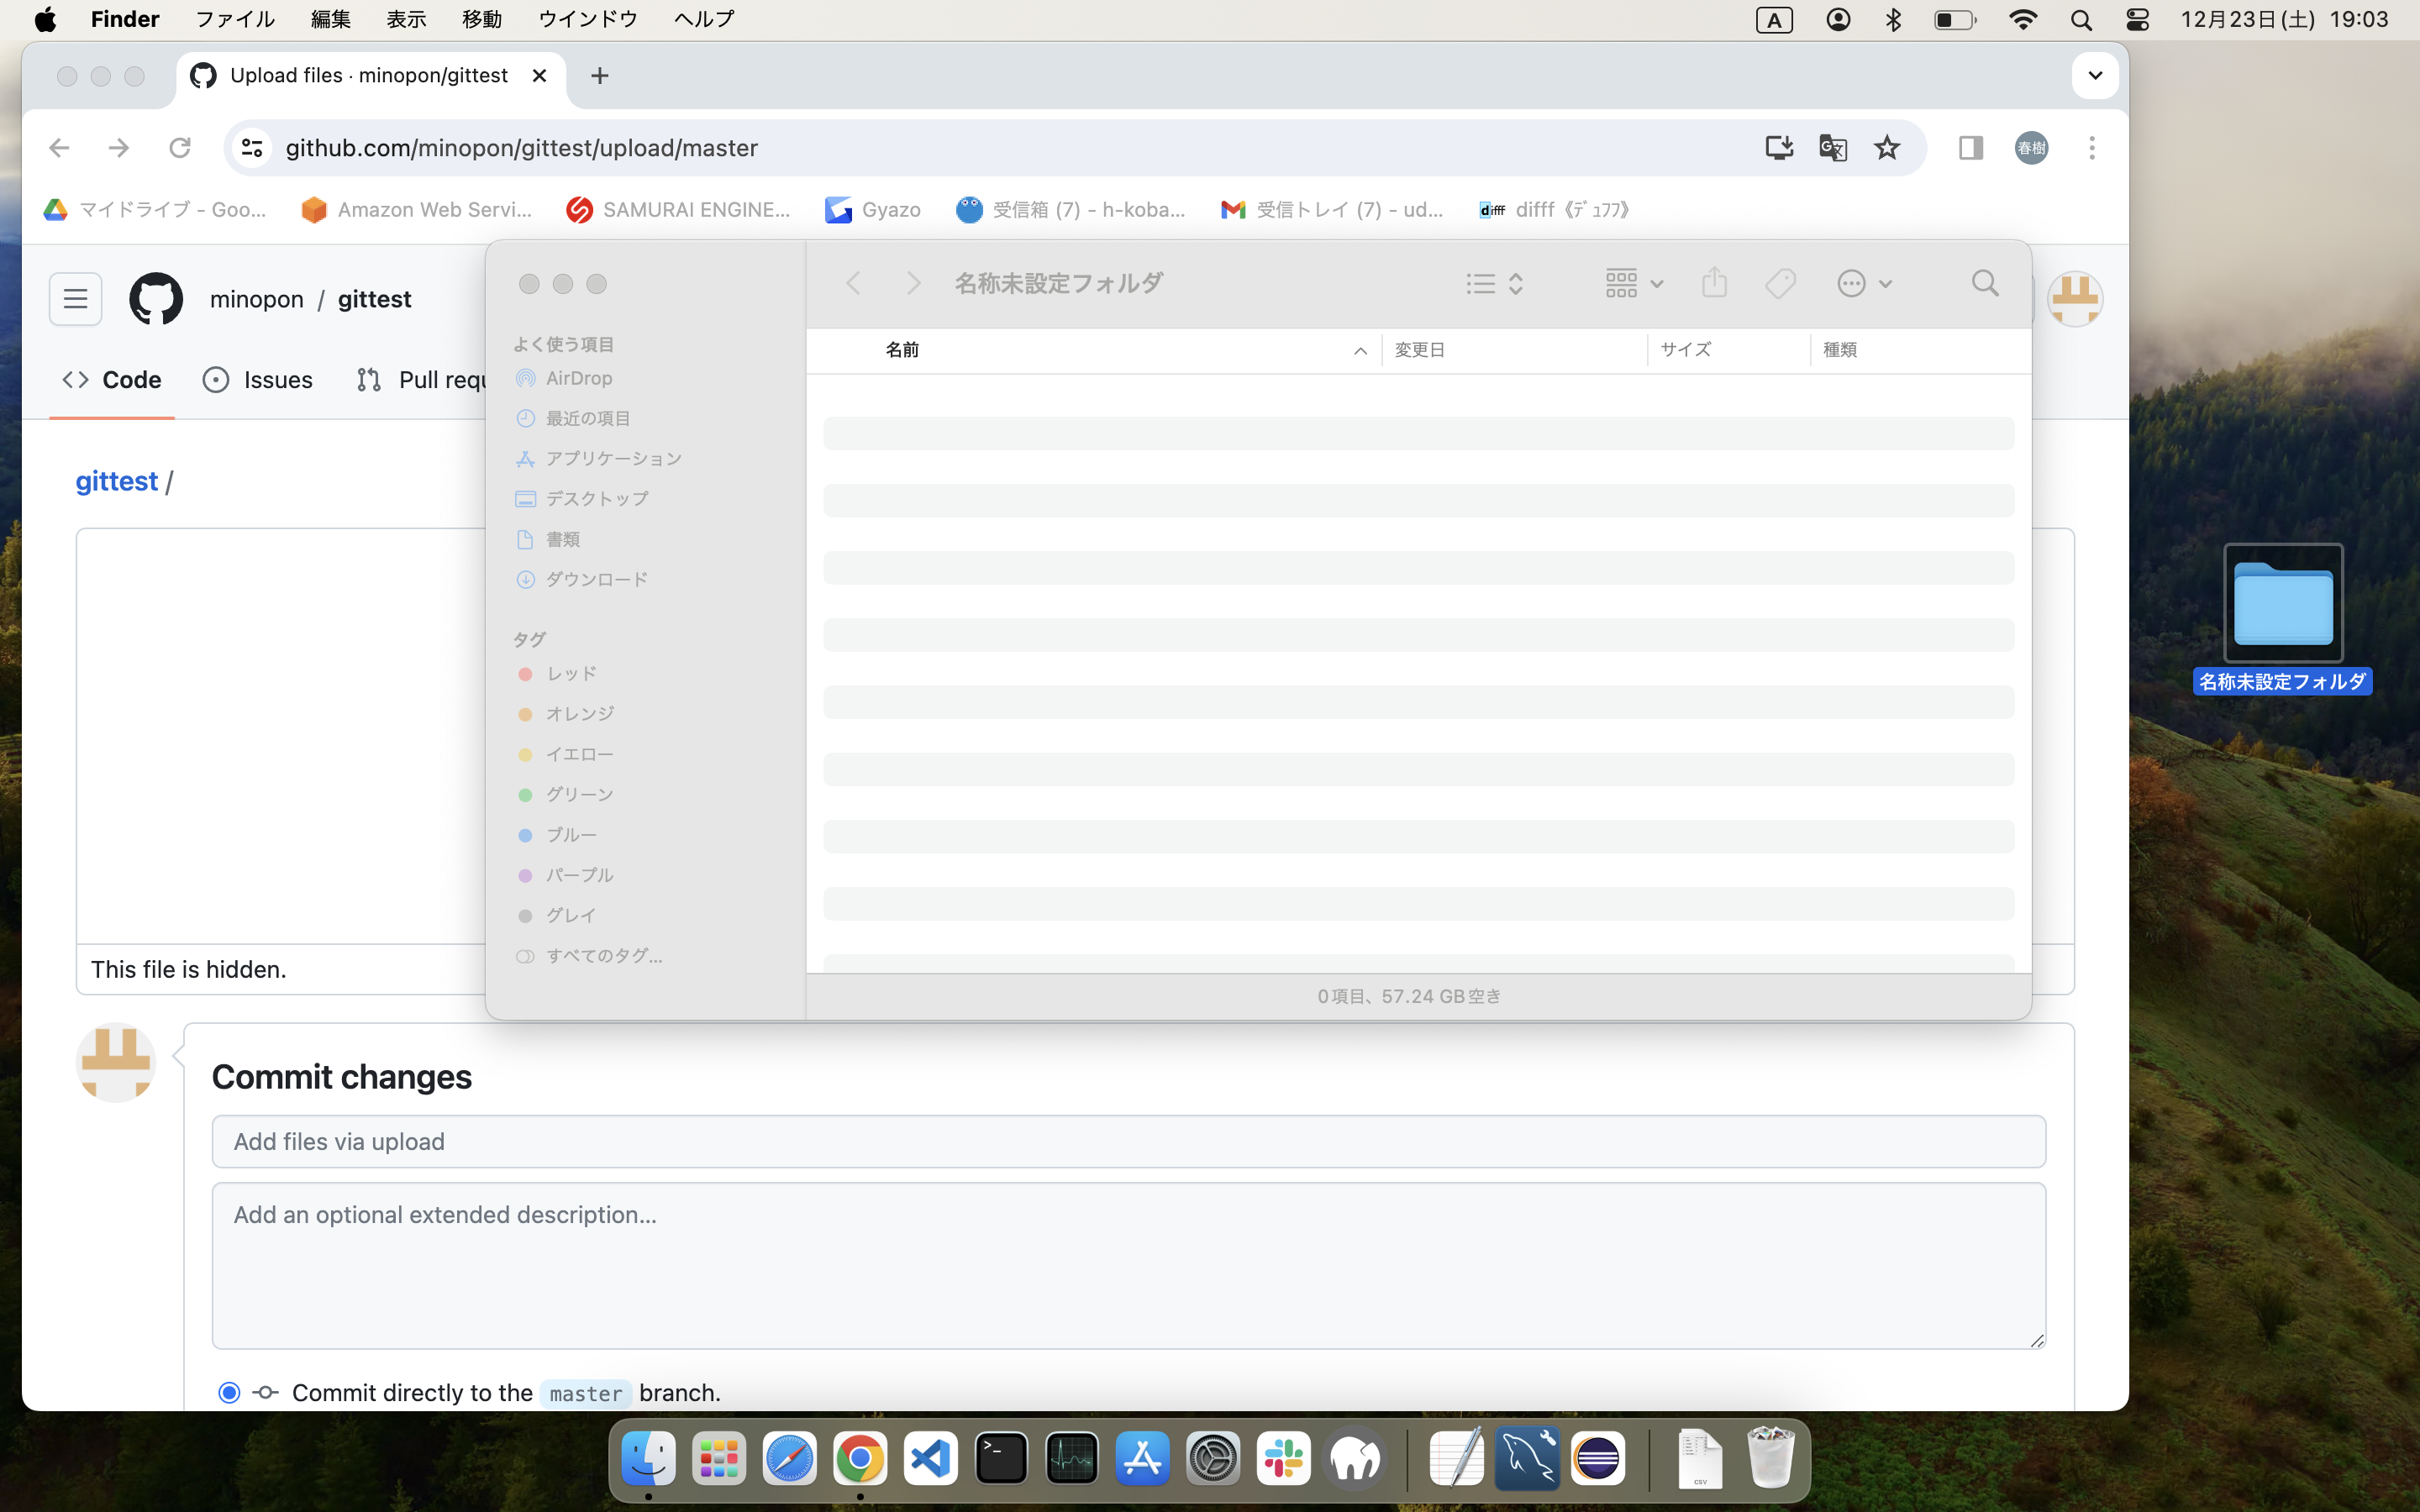 Finder ファイル 編集 表示 移動 ウインドウ ヘルプ A 12月23日(土) 19:03
Upload files · minopon/gittest
github.com/minopon/gittest/upload/master 春樹
マイドライブ - Goo... Amazon Web Servi... SAMURAI ENGINE... Gyazo 受信箱 (7) - h-koba... 受信トレイ (7) - ud... difff difff《ﾃﾞｭﾌﾌ》
minopon / gittest
Code Issues Pull requ
gittest /
This file is hidden.
名称未設定フォルダ
名前 変更日 サイズ 種類
よく使う項目
AirDrop
最近の項目
アプリケーション
デスクトップ
書類
ダウンロード
タグ
レッド
オレンジ
イエロー
グリーン
ブルー
パープル
グレイ
すべてのタグ...
0項目、57.24 GB空き
名称未設定フォルダ
Commit changes
Add files via upload
Add an optional extended description...
Commit directly to the master branch.
CSV